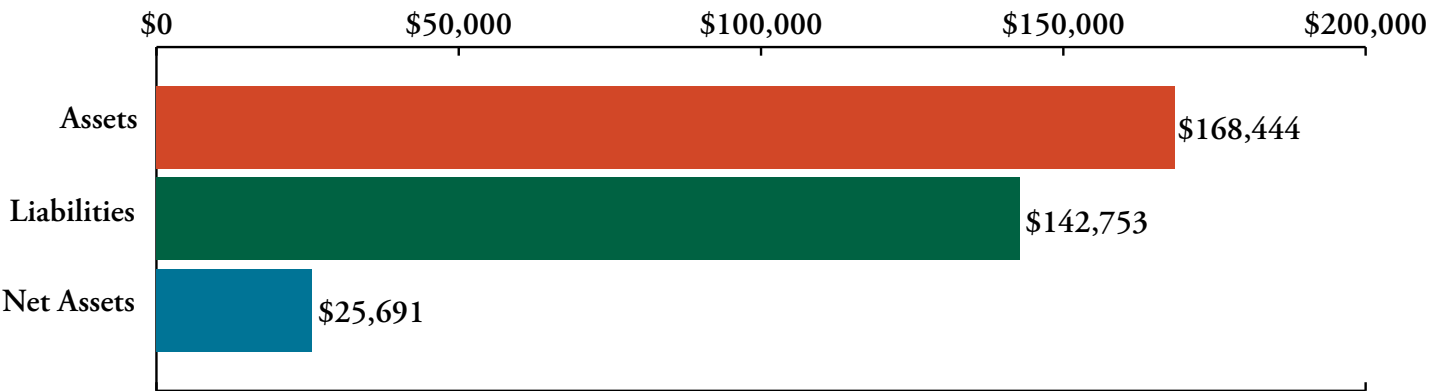 $0 $50,000 $100,000 $150,000 $200,000
Assets $168,444
Liabilities $142,753
Net Assets $25,691